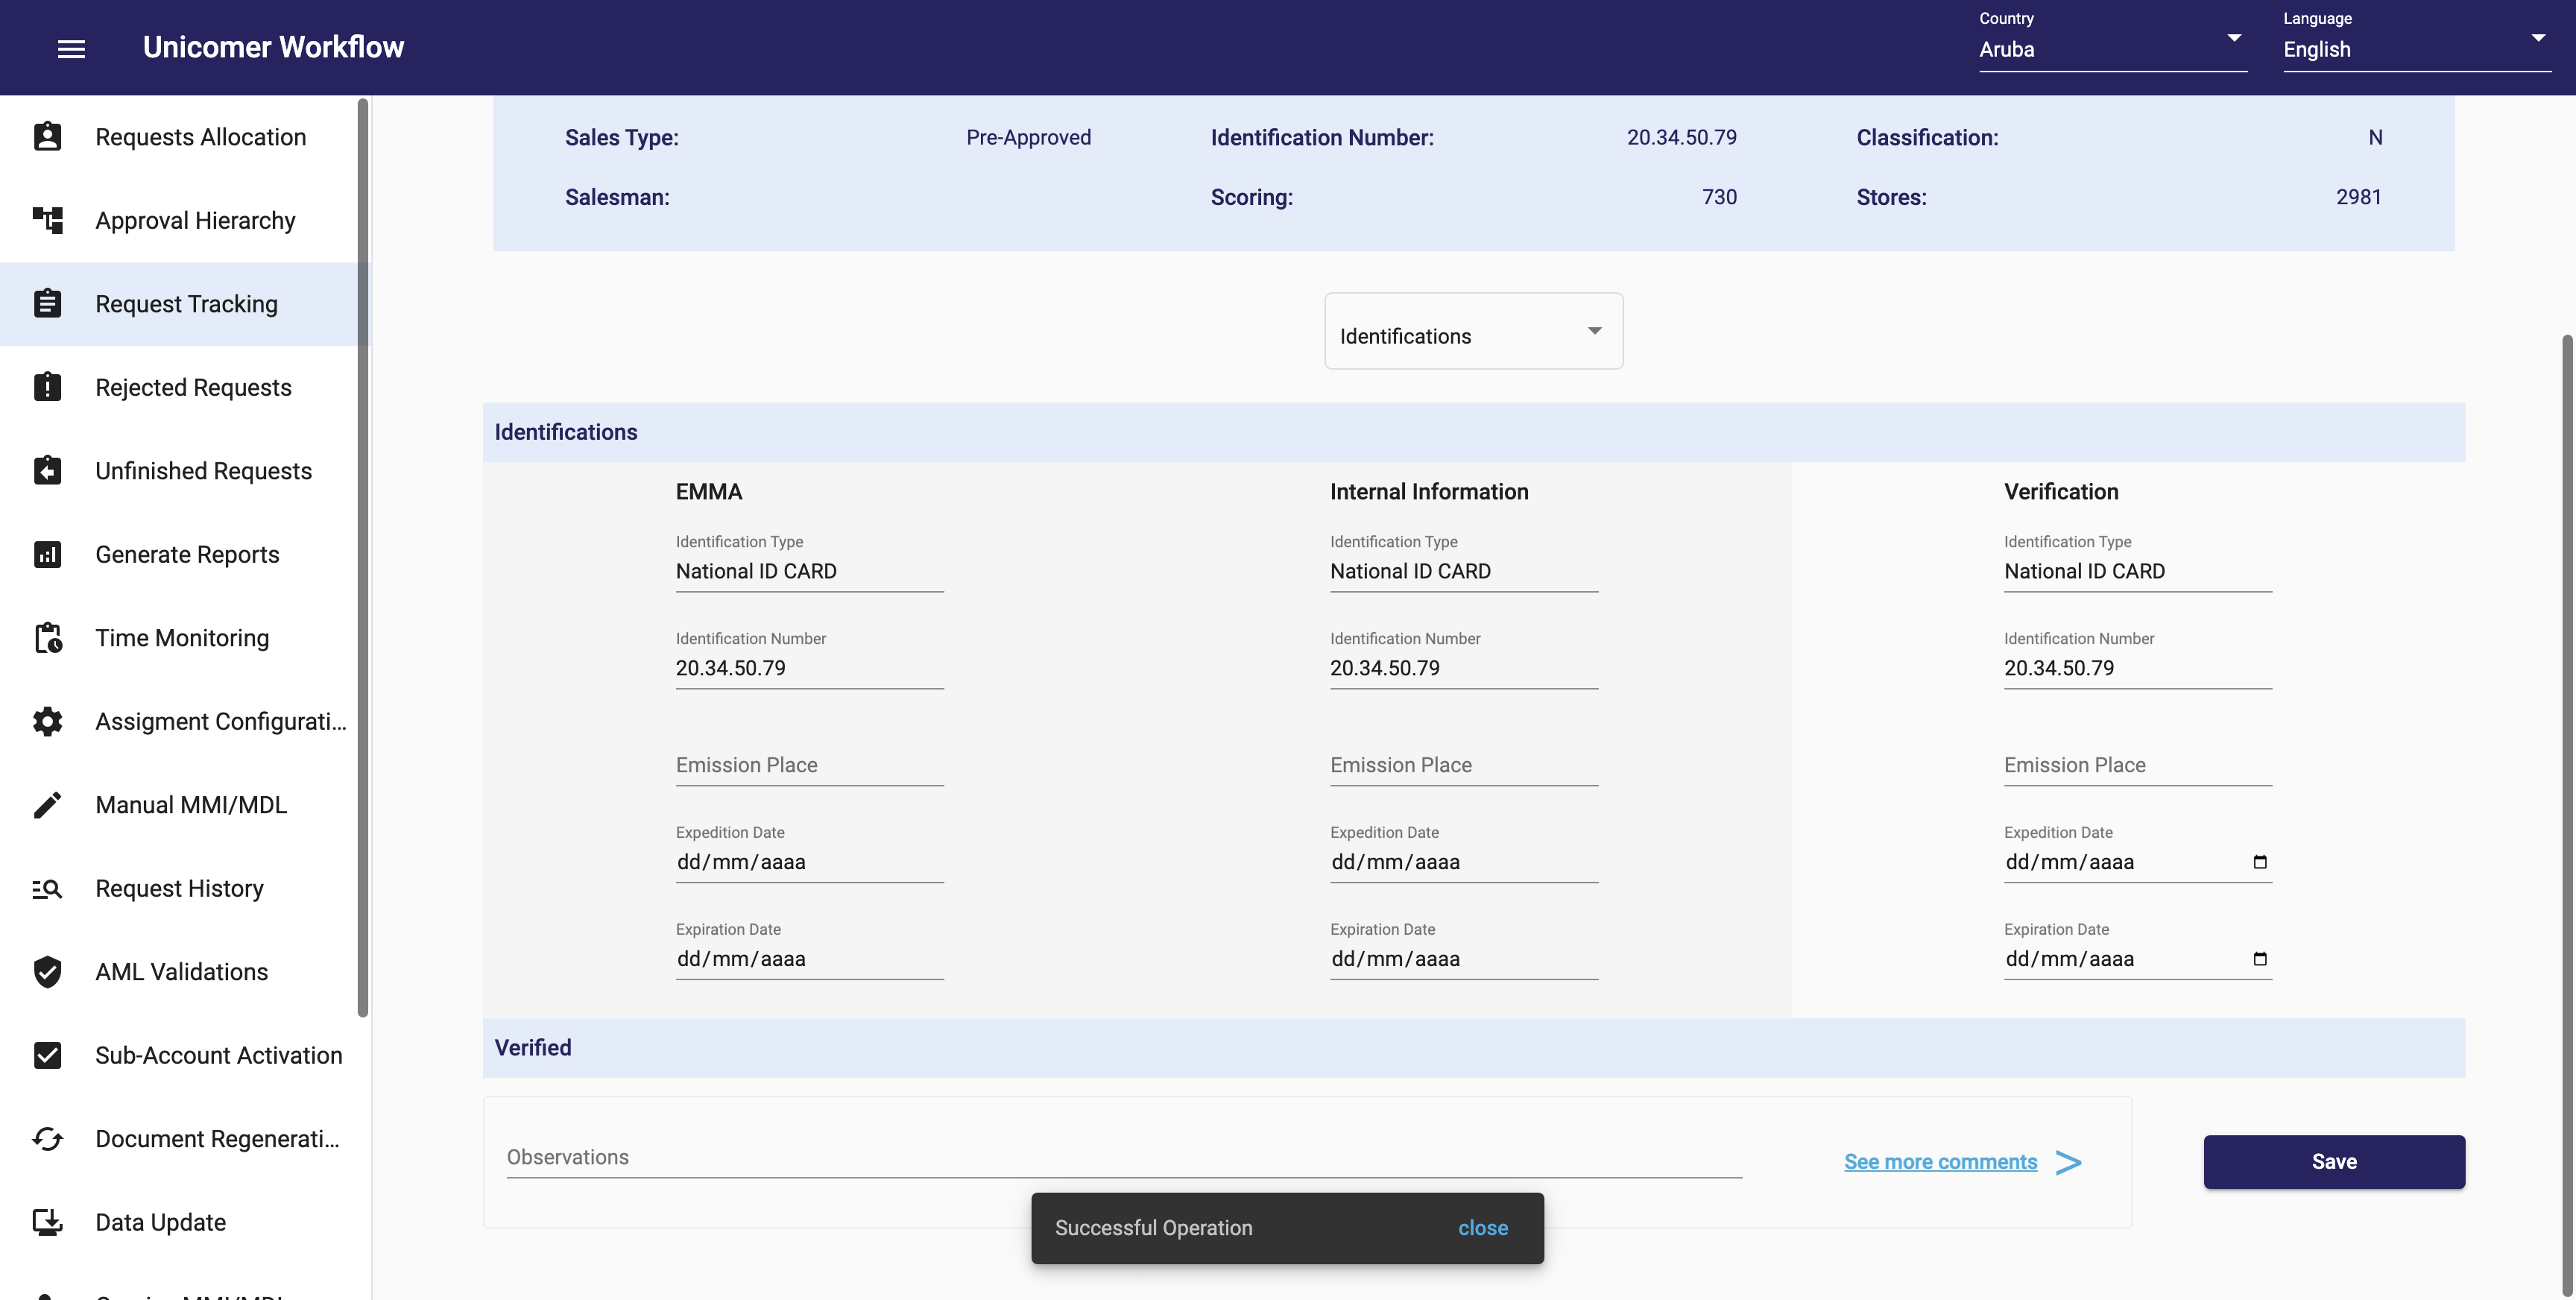 Unicomer Workflow
Country
Aruba
Language
English
Requests Allocation
Approval Hierarchy
Request Tracking
Rejected Requests
Unfinished Requests
Generate Reports
Time Monitoring
Assigment Configurati...
Manual MMI/MDL
Request History
AML Validations
Sub-Account Activation
Document Regenerati...
Data Update
Sales Type: Pre-Approved Identification Number: 20.34.50.79 Classification: N
Salesman: Scoring: 730 Stores: 2981
Identifications
Identifications
EMMA Internal Information Verification
Identification Type Identification Type Identification Type
National ID CARD National ID CARD National ID CARD
Identification Number Identification Number Identification Number
20.34.50.79 20.34.50.79 20.34.50.79
Emission Place Emission Place Emission Place
Expedition Date Expedition Date Expedition Date
dd/mm/aaaa dd/mm/aaaa dd/mm/aaaa
Expiration Date Expiration Date Expiration Date
dd/mm/aaaa dd/mm/aaaa dd/mm/aaaa
Verified
Observations See more comments > Save
Successful Operation close